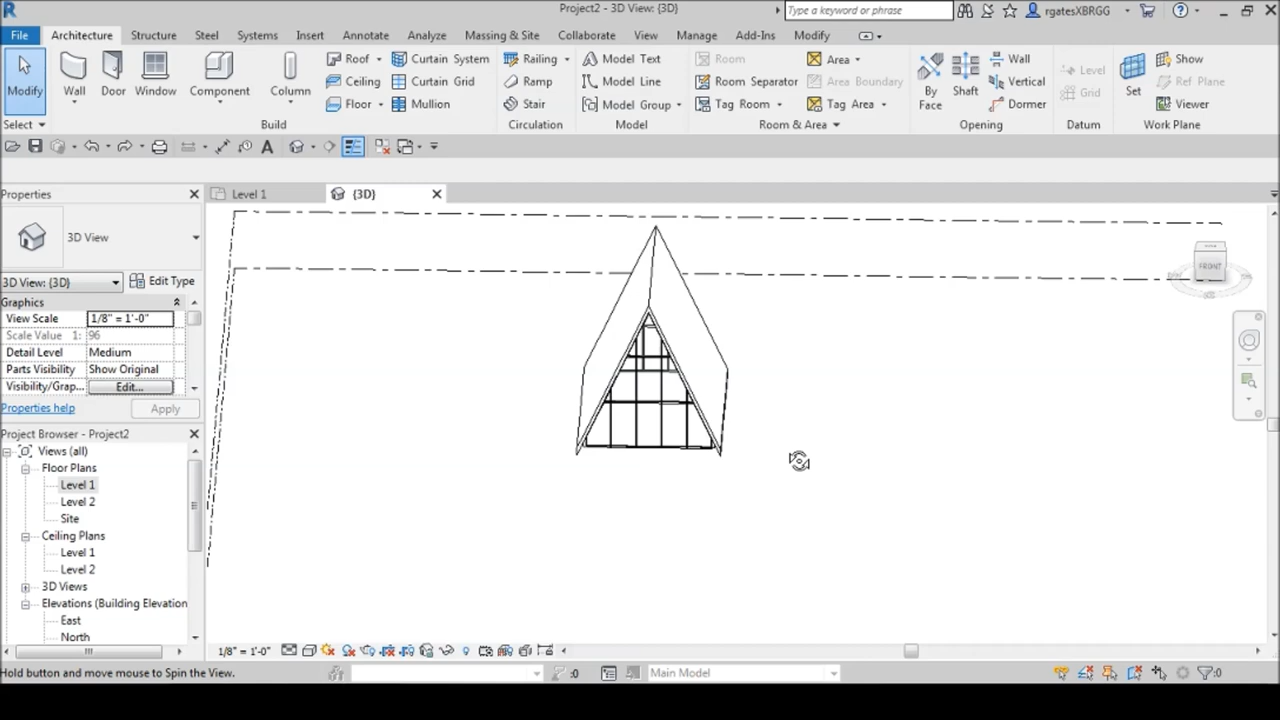 Project2 - 3D View: {3D}
Type a keyword or phrase
rgatesXBRGG
File Architecture Structure Steel Systems Insert Annotate Analyze Massing & Site Collaborate View Manage Add-Ins Modify
Modify Wall Door Window Component Column
Roof Curtain System
Ceiling Curtain Grid
Floor Mullion
Railing
Ramp
Stair
Model Text
Model Line
Model Group
Room Area
Room Separator Area Boundary
Tag Room Tag Area
By Face
Shaft
Wall
Vertical
Dormer
Level
Grid
Set
Show
Ref Plane
Viewer
Select Build Circulation Model Room & Area Opening Datum Work Plane
Properties
Level 1 {3D}
3D View
3D View: {3D} Edit Type
Graphics
View Scale 1/8" = 1'-0"
Scale Value 1: 96
Detail Level Medium
Parts Visibility Show Original
Visibility/Grap... Edit...
Properties help Apply
FRONT
Project Browser - Project2
Views (all)
Floor Plans
Level 1
Level 2
Site
Ceiling Plans
Level 1
Level 2
3D Views
Elevations (Building Elevation
East
North
1/8" = 1'-0"
Hold button and move mouse to Spin the View.
:0
Main Model
:0